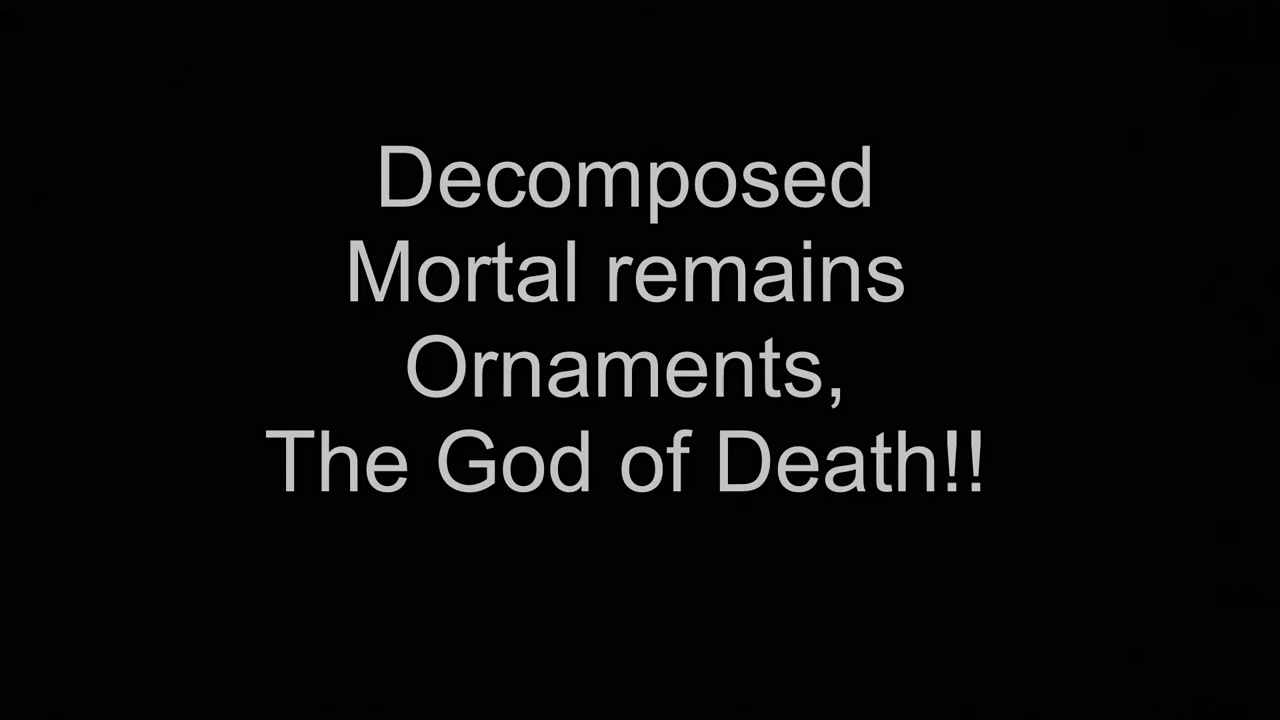 Decomposed
Mortal remains
Ornaments,
The God of Death!!